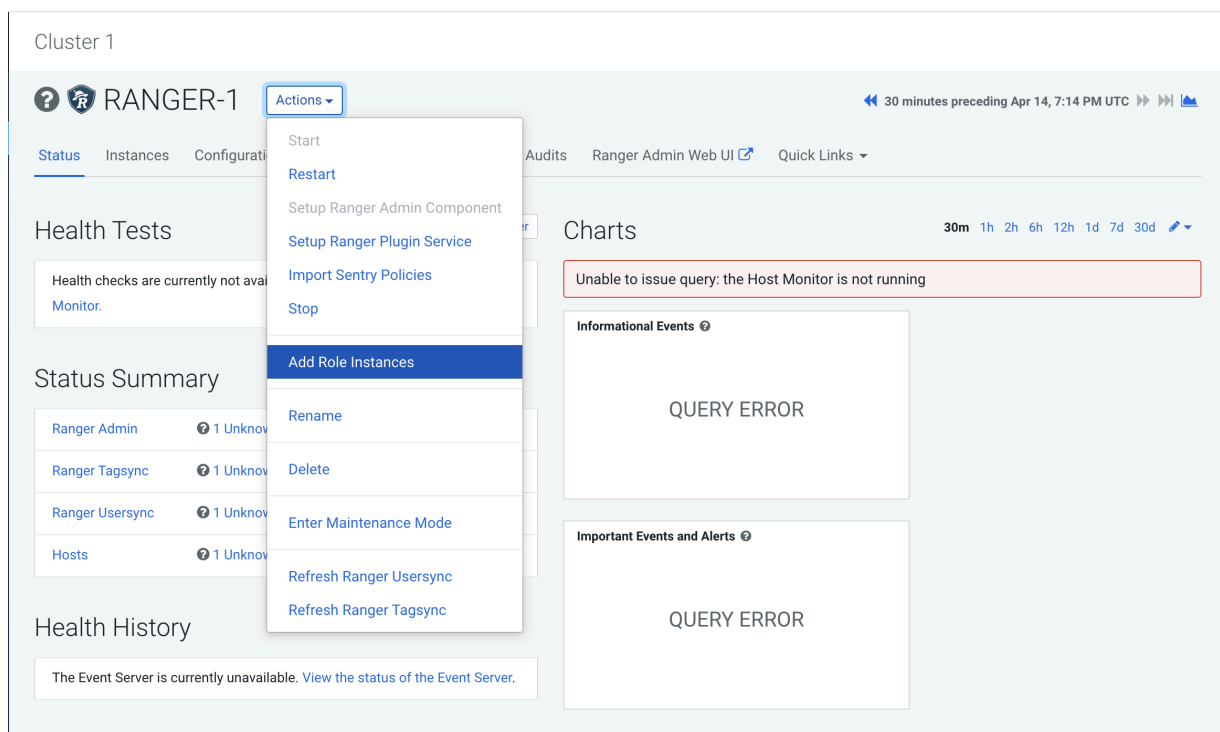 Cluster 1
RANGER-1
Actions
30 minutes preceding Apr 14, 7:14 PM UTC
Status Instances Configurati Audits Ranger Admin Web UI Quick Links
Start
Restart
Setup Ranger Admin Component
Setup Ranger Plugin Service
Import Sentry Policies
Stop
Add Role Instances
Rename
Delete
Enter Maintenance Mode
Refresh Ranger Usersync
Refresh Ranger Tagsync
Health Tests
Health checks are currently not avai
Monitor.
Status Summary
Ranger Admin 1 Unknow
Ranger Tagsync 1 Unknow
Ranger Usersync 1 Unknow
Hosts 1 Unknow
Health History
The Event Server is currently unavailable. View the status of the Event Server.
Charts
30m 1h 2h 6h 12h 1d 7d 30d
Unable to issue query: the Host Monitor is not running
Informational Events
QUERY ERROR
Important Events and Alerts
QUERY ERROR